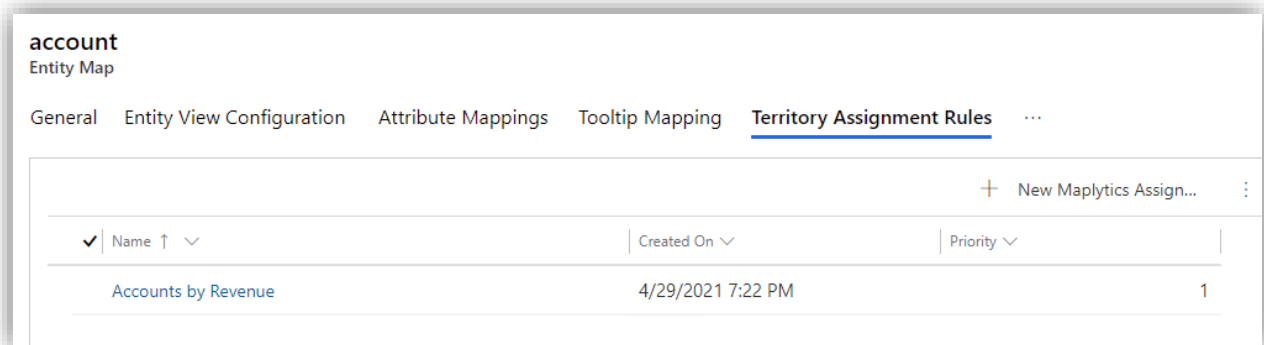 account
Entity Map
General Entity View Configuration Attribute Mappings Tooltip Mapping Territory Assignment Rules ...
+ New Maplytics Assign...
Name ↑ Created On Priority
Accounts by Revenue 4/29/2021 7:22 PM 1